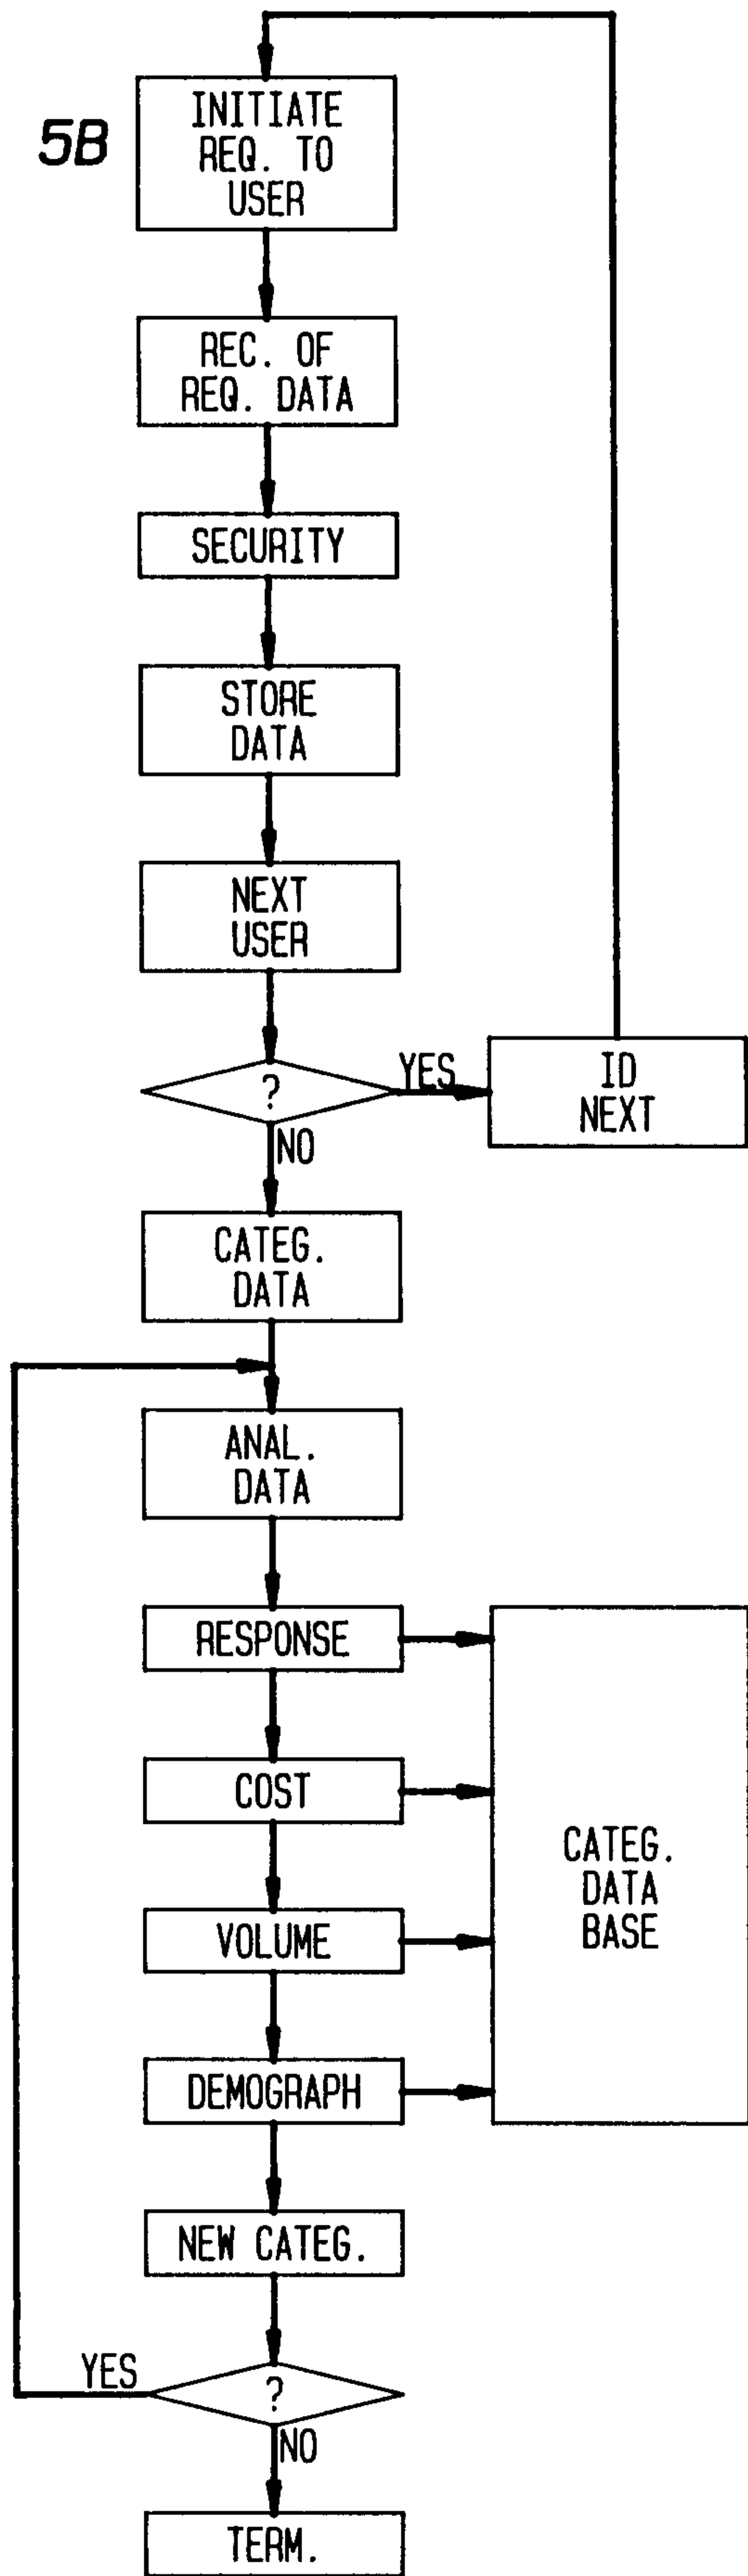 5B
INITIATE
REQ. TO
USER
REC. OF
REQ. DATA
SECURITY
STORE
DATA
NEXT
USER
?
YES
ID
NEXT
NO
CATEG.
DATA
ANAL.
DATA
RESPONSE
COST
VOLUME
DEMOGRAPH
CATEG.
DATA
BASE
NEW CATEG.
YES
?
NO
TERM.